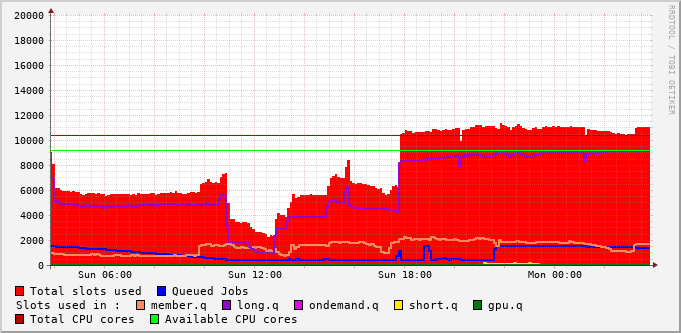 20000
18000
16000
14000
12000
10000
8000
6000
4000
2000
0
Sun 06:00 Sun 12:00 Sun 18:00 Mon 00:00
RRDTOOL / TOBI OETIKER
Total slots used Queued Jobs
Slots used in : member.q long.q ondemand.q short.q gpu.q
Total CPU cores Available CPU cores